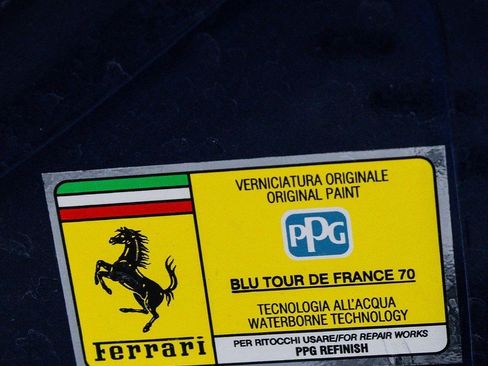 VERNICIATURA ORIGINALE
ORIGINAL PAINT
PPG
BLU TOUR DE FRANCE 70
TECNOLOGIA ALL'ACQUA
WATERBORNE TECHNOLOGY
PER RITOCCHI USARE/FOR REPAIR WORKS
PPG REFINISH
Ferrari